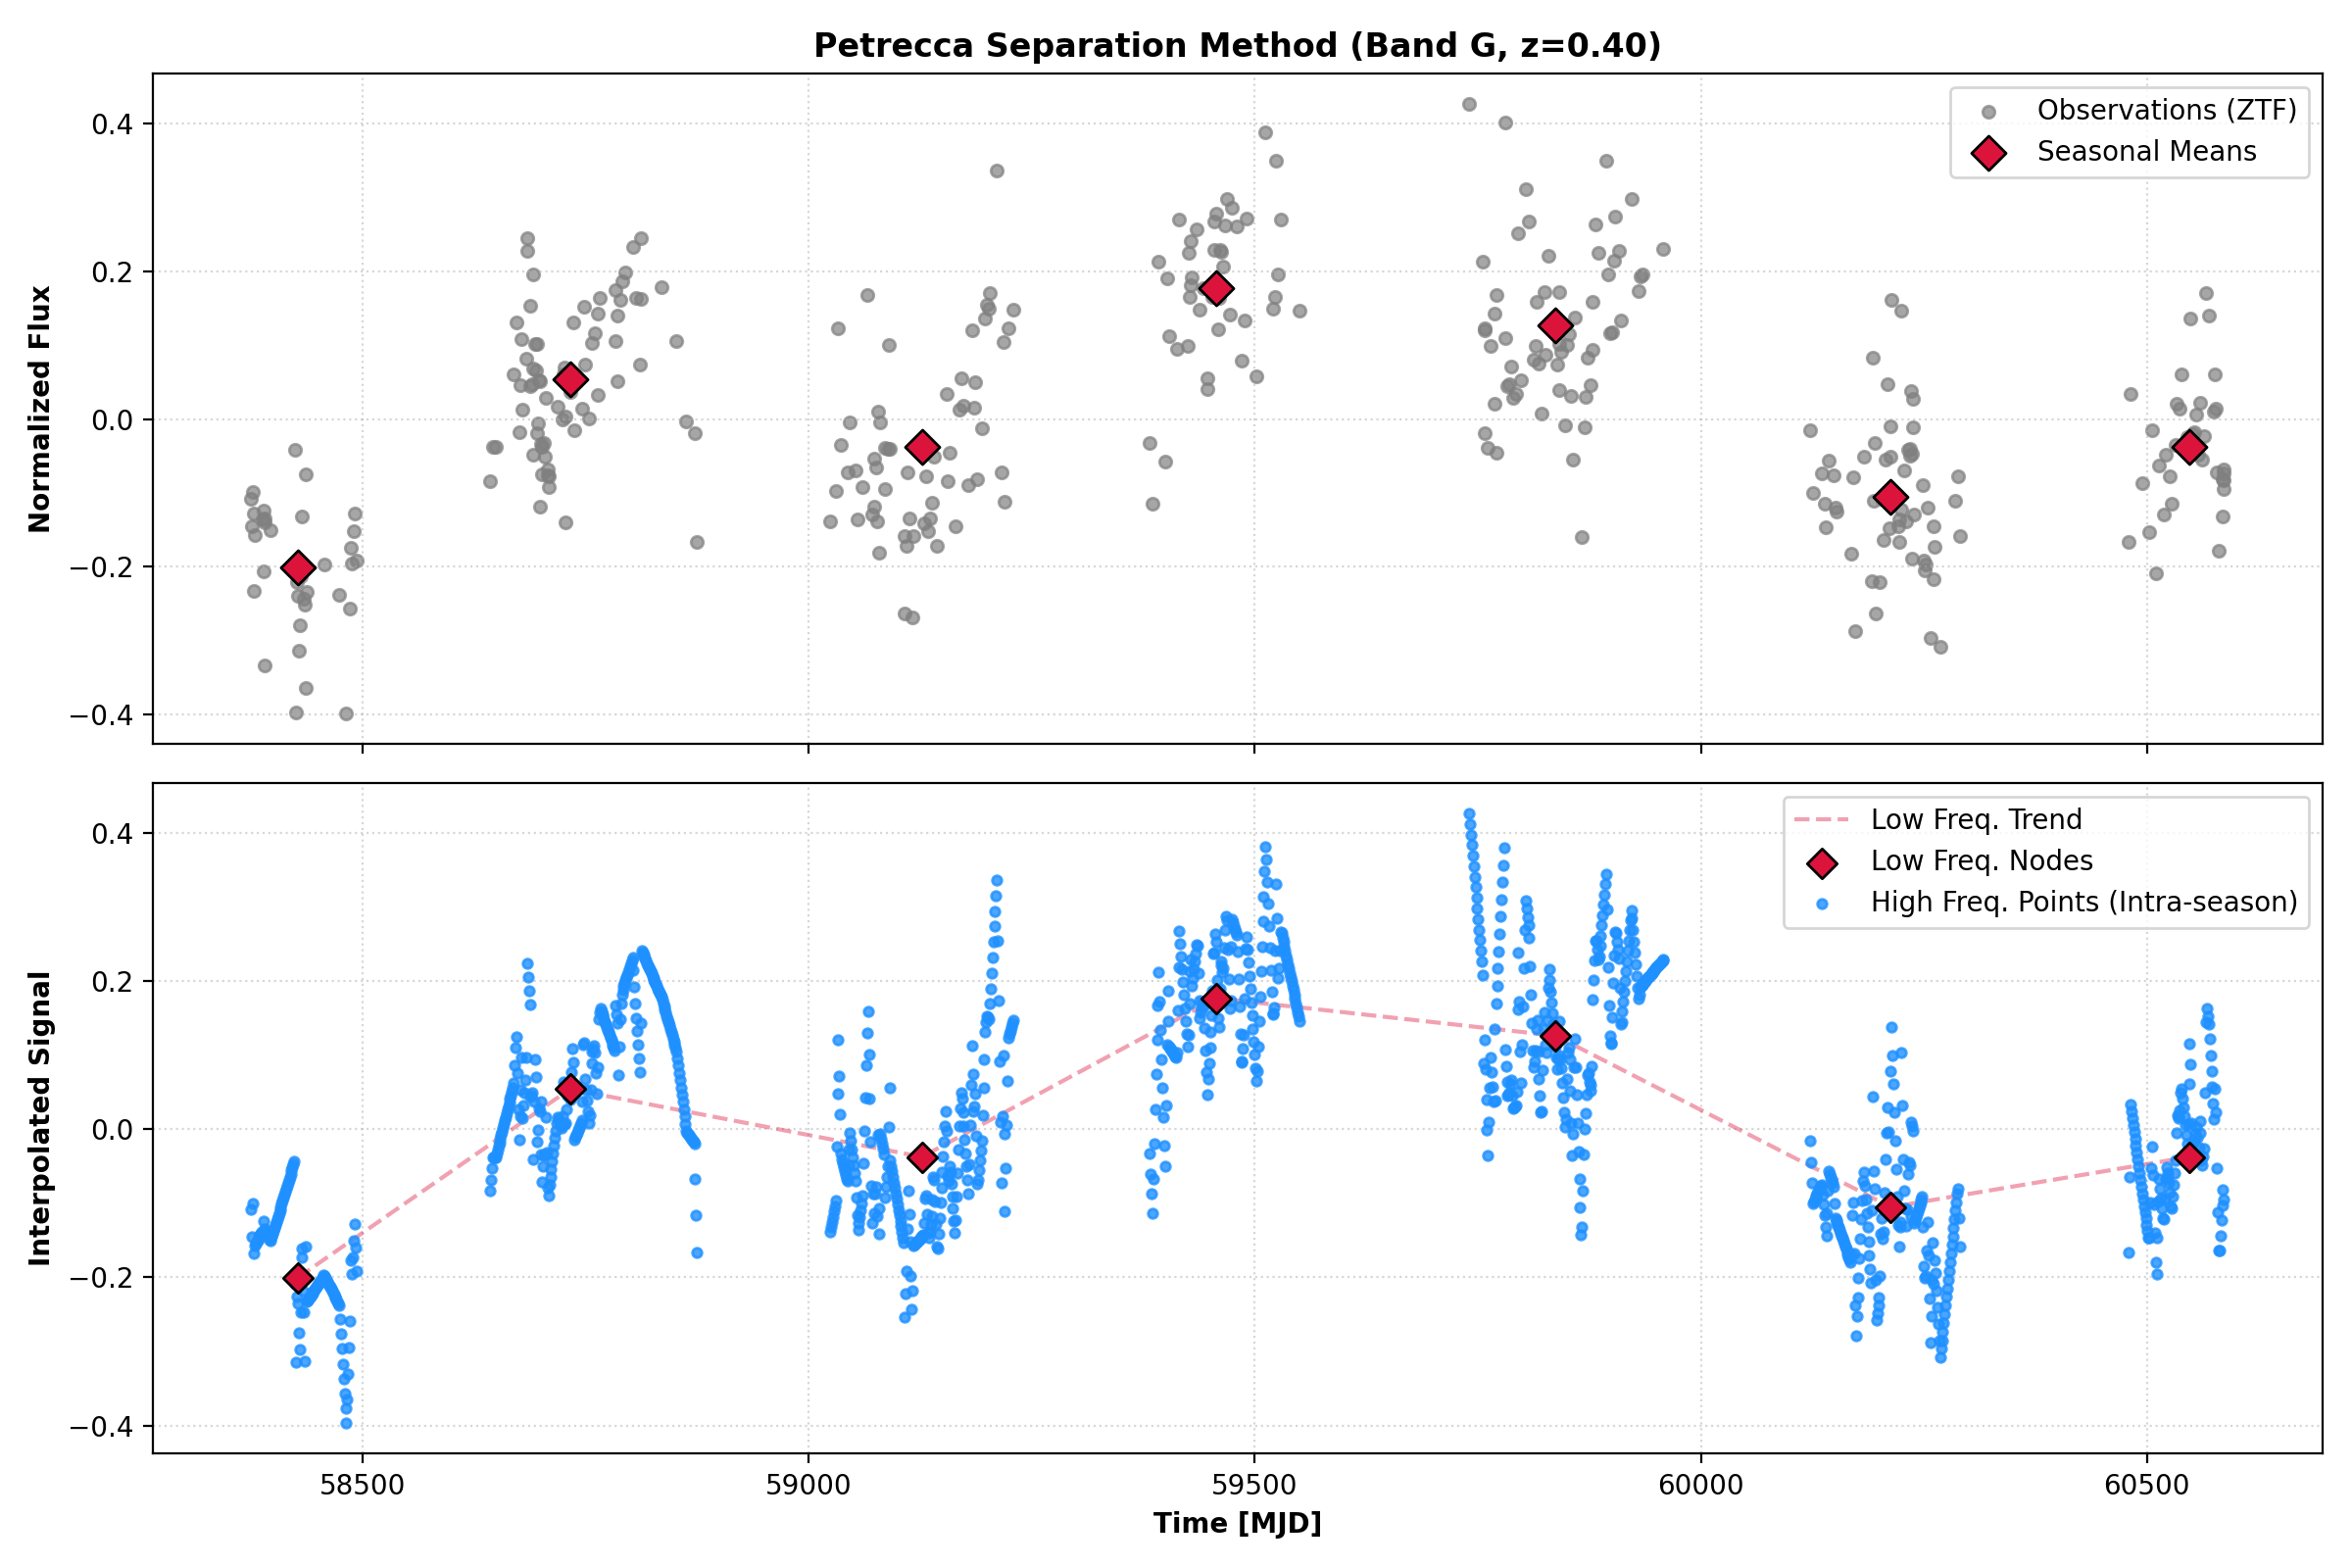 Petrecca Separation Method (Band G, z=0.40)
Normalized Flux
0.4
0.2
0.0
−0.2
−0.4
Observations (ZTF)
Seasonal Means
Interpolated Signal
0.4
0.2
0.0
−0.2
−0.4
Low Freq. Trend
Low Freq. Nodes
High Freq. Points (Intra-season)
58500 59000 59500 60000 60500
Time [MJD]